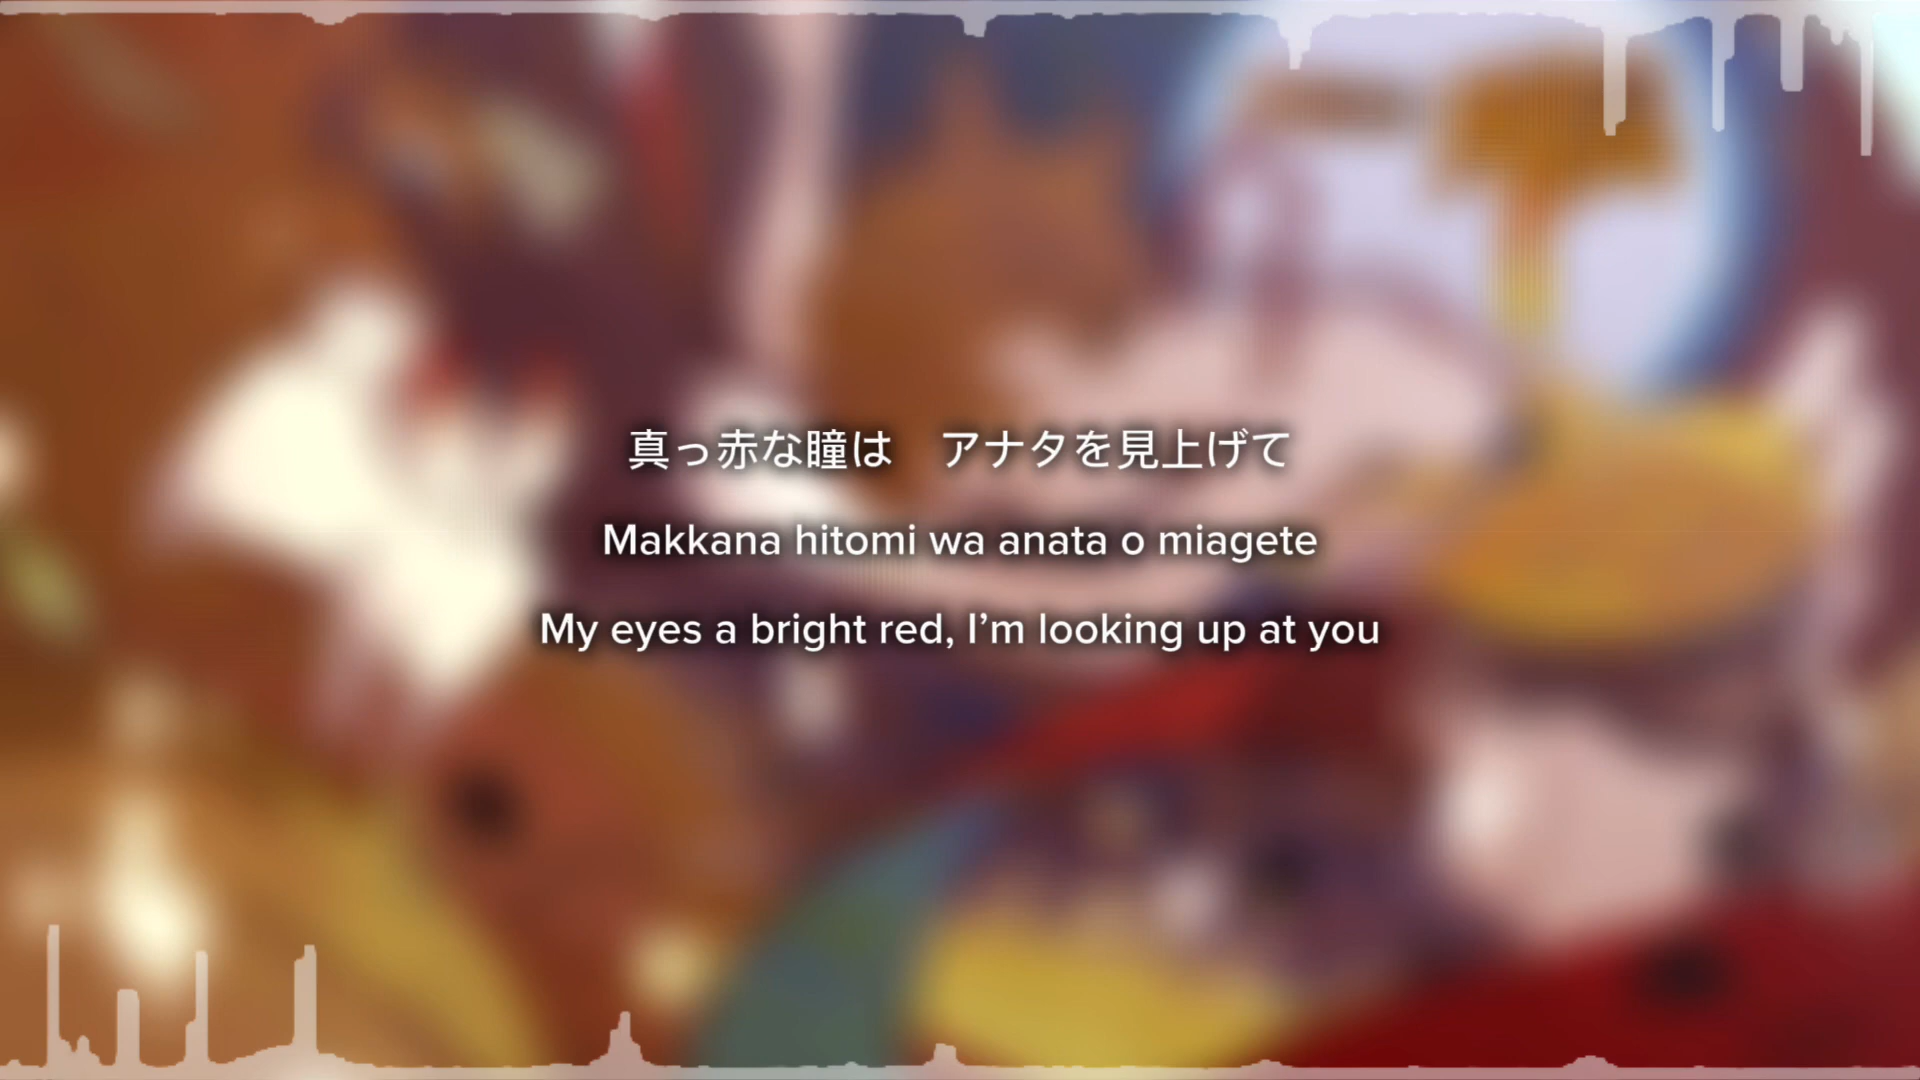 真っ赤な瞳は　アナタを見上げて
Makkana hitomi wa anata o miagete
My eyes a bright red, I’m looking up at you